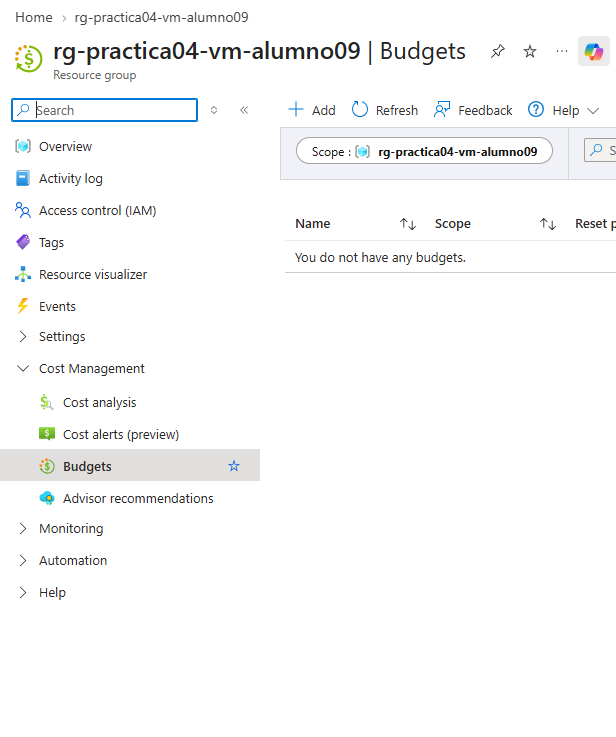 Home > rg-practica04-vm-alumno09
rg-practica04-vm-alumno09 | Budgets
Resource group
Search
Add Refresh Feedback Help
Scope : rg-practica04-vm-alumno09
S
Name Scope Reset p
You do not have any budgets.
Overview
Activity log
Access control (IAM)
Tags
Resource visualizer
Events
Settings
Cost Management
Cost analysis
Cost alerts (preview)
Budgets
Advisor recommendations
Monitoring
Automation
Help